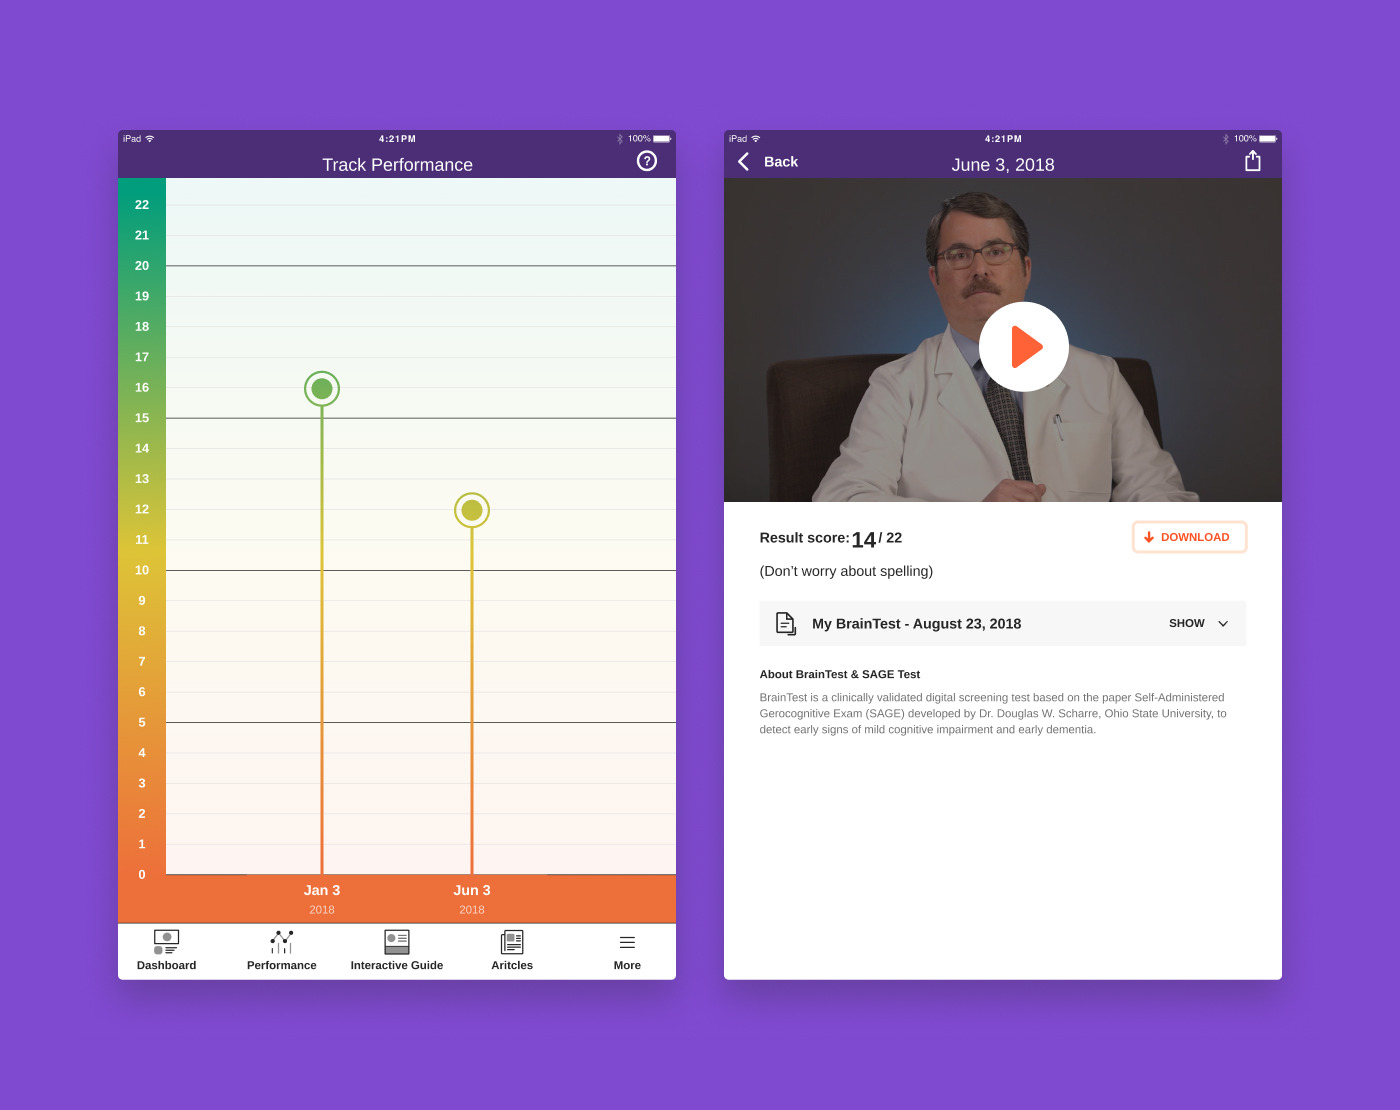 iPad
4:21PM
100%
Track Performance
?
22
21
20
19
18
17
16
15
14
13
12
11
10
9
8
7
6
5
4
3
2
1
0
Jan 3
Jun 3
2018
2018
Dashboard
Performance
Interactive Guide
Aritcles
More
iPad
4:21PM
100%
Back
June 3, 2018
Result score: 14 / 22
DOWNLOAD
(Don’t worry about spelling)
My BrainTest - August 23, 2018
SHOW
About BrainTest & SAGE Test
BrainTest is a clinically validated digital screening test based on the paper Self-Administered
Gerocognitive Exam (SAGE) developed by Dr. Douglas W. Scharre, Ohio State University, to
detect early signs of mild cognitive impairment and early dementia.